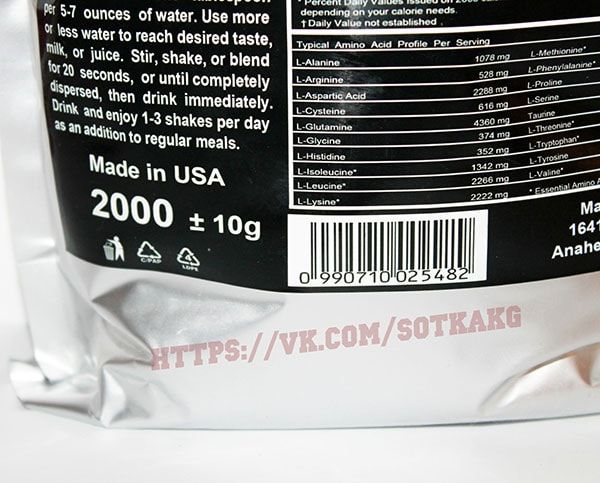 per 5-7 ounces of water. Use more
or less water to reach desired taste,
milk, or juice. Stir, shake, or blend
for 20 seconds, or until completely
dispersed, then drink immediately.
Drink and enjoy 1-3 shakes per day
as an addition to regular meals.
Made in USA
2000 ± 10g
C/PAP
4
LDPE
depending on your calorie needs.
† Daily Value not established .
Typical Amino Acid Profile Per Serving
L-Alanine 1078 mg L-Methionine*
L-Arginine 528 mg L-Phenylalanine*
L-Aspartic Acid 2288 mg L-Proline
L-Cysteine 616 mg L-Serine
L-Glutamine 4360 mg Taurine
L-Glycine 374 mg L-Threonine*
L-Histidine 352 mg L-Tryptophan*
L-Isoleucine* 1342 mg L-Tyrosine
L-Leucine* 2266 mg L-Valine*
L-Lysine* 2222 mg * Essential Amino A
0 990710 025482
Ma
1641
Anahe
HTTPS://VK.COM/SOTKAKG